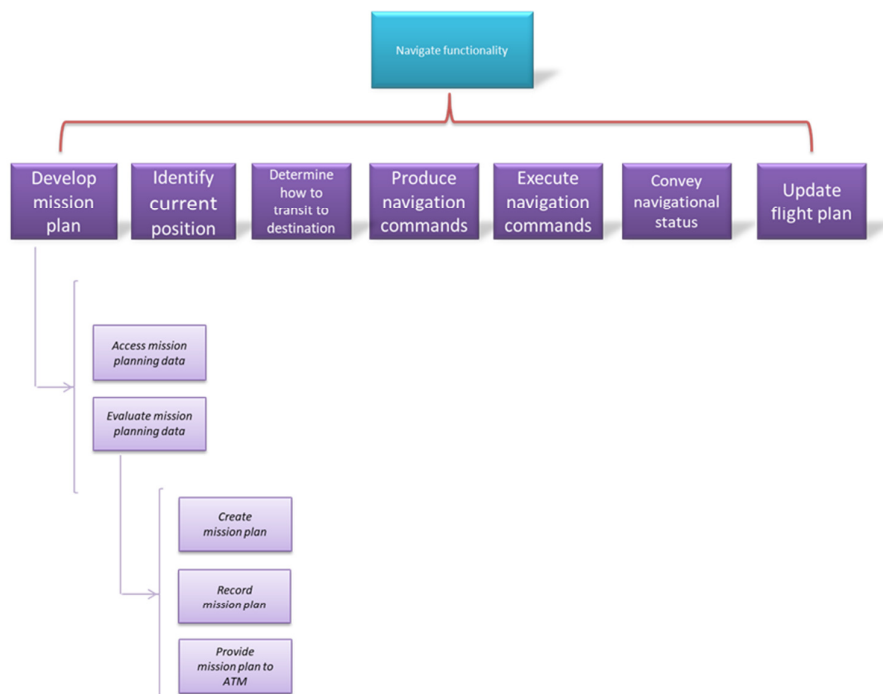 Navigate functionality
Develop
mission
plan
Identify
current
position
Determine
how to
transit to
destination
Produce
navigation
commands
Execute
navigation
commands
Convey
navigational
status
Update
flight plan
Access mission
planning data
Evaluate mission
planning data
Create
mission plan
Record
mission plan
Provide
mission plan to
ATM